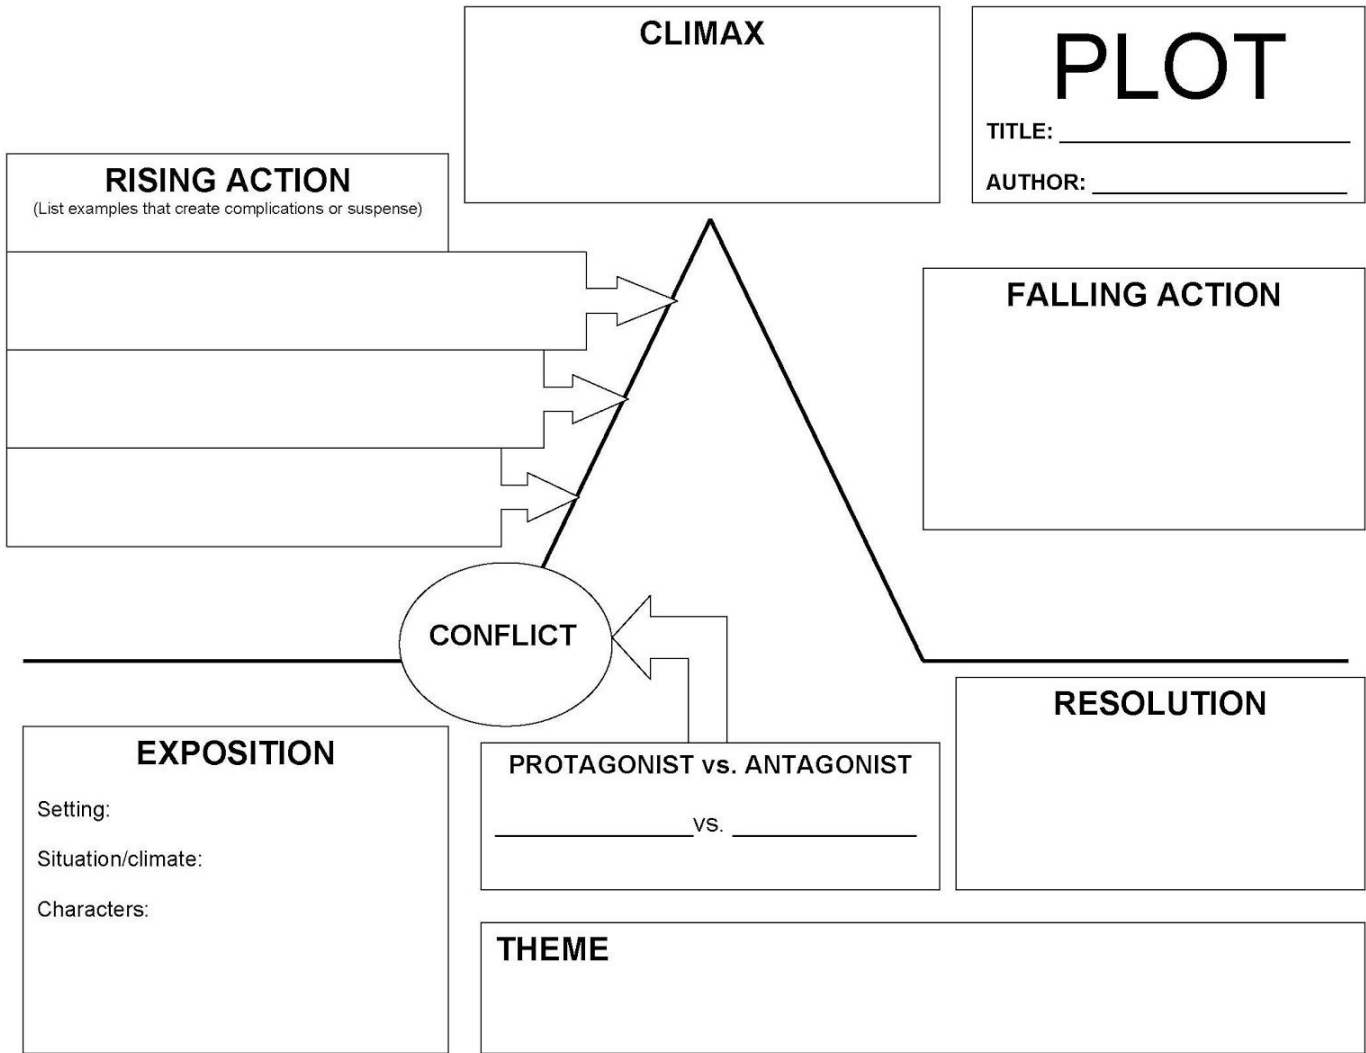 CLIMAX
PLOT
TITLE:
AUTHOR:
RISING ACTION
(List examples that create complications or suspense)
FALLING ACTION
CONFLICT
EXPOSITION
Setting:
Situation/climate:
Characters:
PROTAGONIST vs. ANTAGONIST
vs.
RESOLUTION
THEME